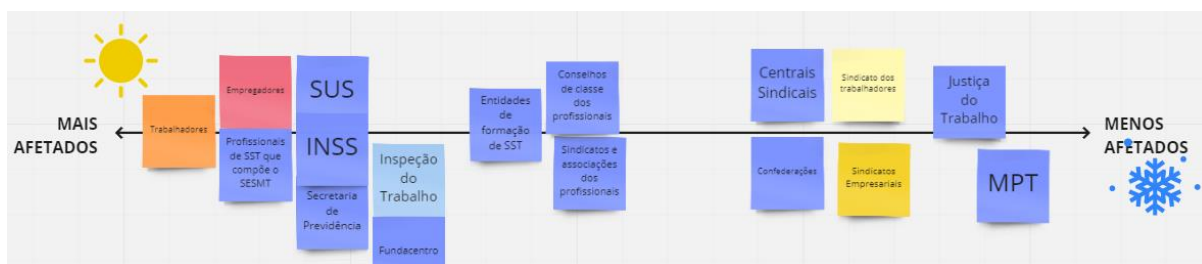 MAIS
AFETADOS
Trabalhadores
Empregadores
Profissionais
de SST que
compõe o
SESMT
SUS
INSS
Secretaria
de
Previdência
Inspeção
do
Trabalho
Fundacentro
Entidades
de
formação
de SST
Conselhos
de classe
dos
profissionais
Sindicatos e
associações
dos
profissionais
Centrais
Sindicais
Confederações
Sindicato dos
trabalhadores
Sindicatos
Empresariais
Justiça
do
Trabalho
MPT
MENOS
AFETADOS